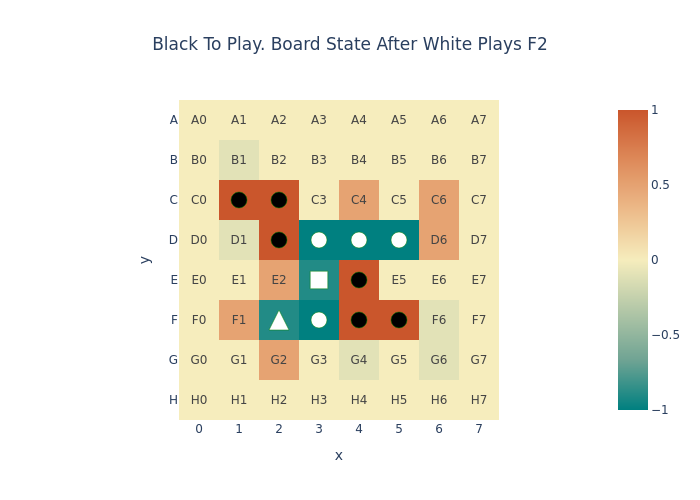 Black To Play. Board State After White Plays F2
A A0 A1 A2 A3 A4 A5 A6 A7
B B0 B1 B2 B3 B4 B5 B6 B7
C C0 C3 C4 C5 C6 C7
D D0 D1 D6 D7
E E0 E1 E2 E5 E6 E7
F F0 F1 F6 F7
G G0 G1 G2 G3 G4 G5 G6 G7
H H0 H1 H2 H3 H4 H5 H6 H7
0 1 2 3 4 5 6 7
x
y
1
0.5
0
−0.5
−1